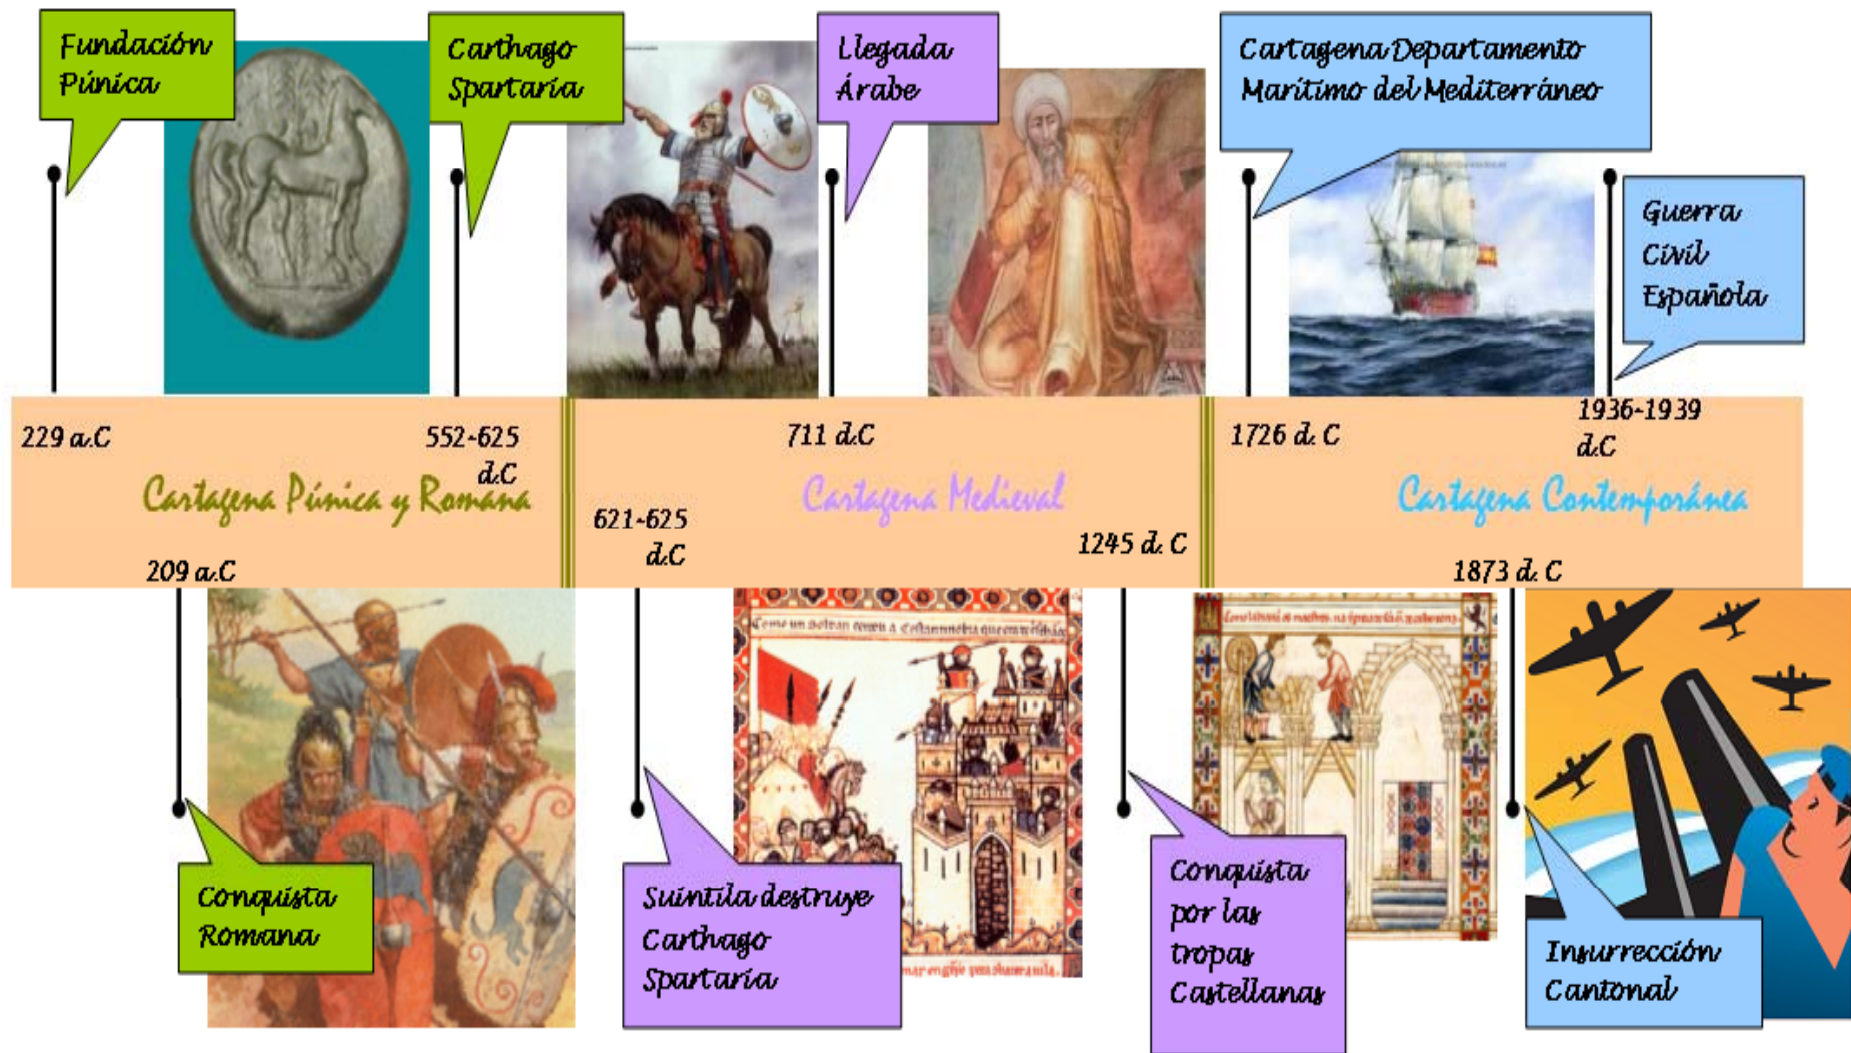 Fundación
Púnica
Carthago
Spartaria
Llegada
Árabe
Cartagena Departamento
Marítimo del Mediterráneo
Guerra
Civil
Española
229 a.C
552-625
d.C
711 d.C
1726 d. C
1936-1939
d.C
Cartagena Púnica y Romana
Cartagena Medieval
Cartagena Contemporánea
209 a.C
621-625
d.C
1245 d. C
1873 d. C
Conquista
Romana
Suintila destruye
Carthago
Spartaria
Conquista
por las
tropas
Castellanas
Insurrección
Cantonal